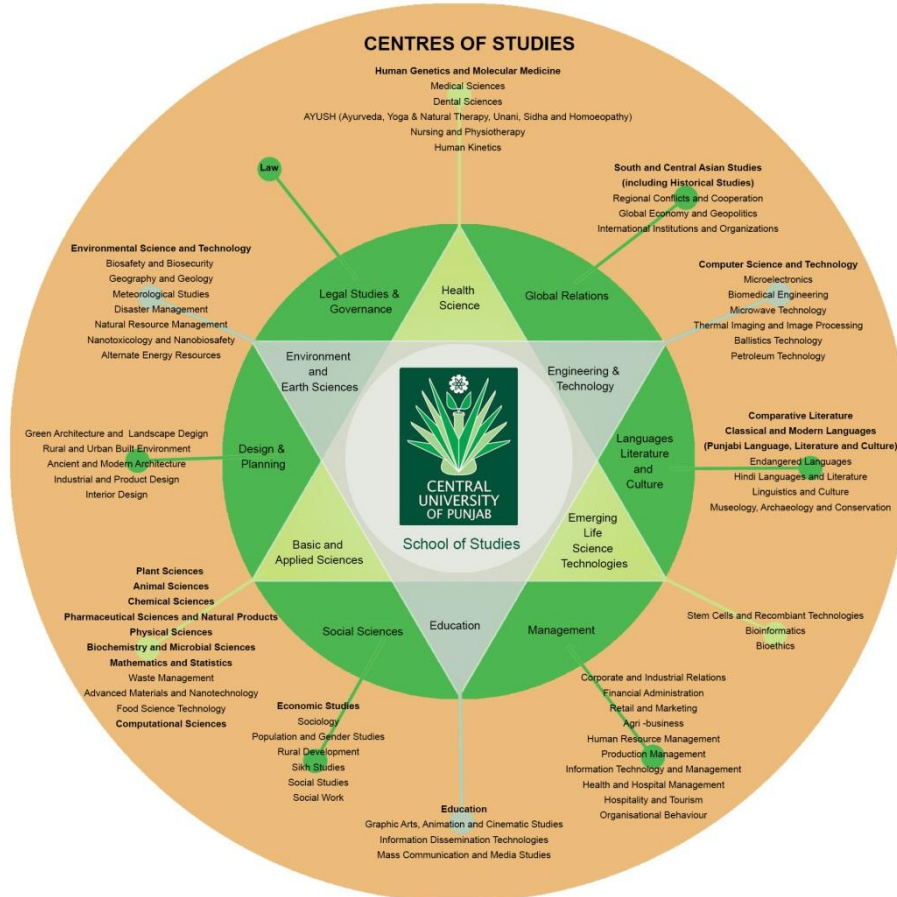 CENTRES OF STUDIES
Human Genetics and Molecular Medicine
Medical Sciences
Dental Sciences
AYUSH (Ayurveda, Yoga & Natural Therapy, Unani, Sidha and Homoeopathy)
Nursing and Physiotherapy
Human Kinetics
Law
South and Central Asian Studies
(including Historical Studies)
Regional Conflicts and Cooperation
Global Economy and Geopolitics
International Institutions and Organizations
Environmental Science and Technology
Biosafety and Biosecurity
Geography and Geology
Meteorological Studies
Disaster Management
Natural Resource Management
Nanotoxicology and Nanobiosafety
Alternate Energy Resources
Legal Studies &
Governance
Health
Science
Global Relations
Computer Science and Technology
Microelectronics
Biomedical Engineering
Microwave Technology
Thermal Imaging and Image Processing
Ballistics Technology
Petroleum Technology
Environment
and
Earth Sciences
Engineering &
Technology
Green Architecture and Landscape Degign
Rural and Urban Built Environment
Ancient and Modern Architecture
Industrial and Product Design
Interior Design
Design &
Planning
CENTRAL
UNIVERSITY
OF PUNJAB
School of Studies
Languages
Literature
and
Culture
Comparative Literature
Classical and Modern Languages
(Punjabi Language, Literature and Culture)
Endangered Languages
Hindi Languages and Literature
Linguistics and Culture
Museology, Archaeology and Conservation
Basic and
Applied Sciences
Emerging
Life
Science
Technologies
Plant Sciences
Animal Sciences
Chemical Sciences
Pharmaceutical Sciences and Natural Products
Physical Sciences
Biochemistry and Microbial Sciences
Mathematics and Statistics
Waste Management
Advanced Materials and Nanotechnology
Food Science Technology
Computational Sciences
Social Sciences
Education
Management
Stem Cells and Recombiant Technologies
Bioinformatics
Bioethics
Economic Studies
Sociology
Population and Gender Studies
Rural Development
Sikh Studies
Social Studies
Social Work
Education
Graphic Arts, Animation and Cinematic Studies
Information Dissemination Technologies
Mass Communication and Media Studies
Corporate and Industrial Relations
Financial Administration
Retail and Marketing
Agri -business
Human Resource Management
Production Management
Information Technology and Management
Health and Hospital Management
Hospitality and Tourism
Organisational Behaviour